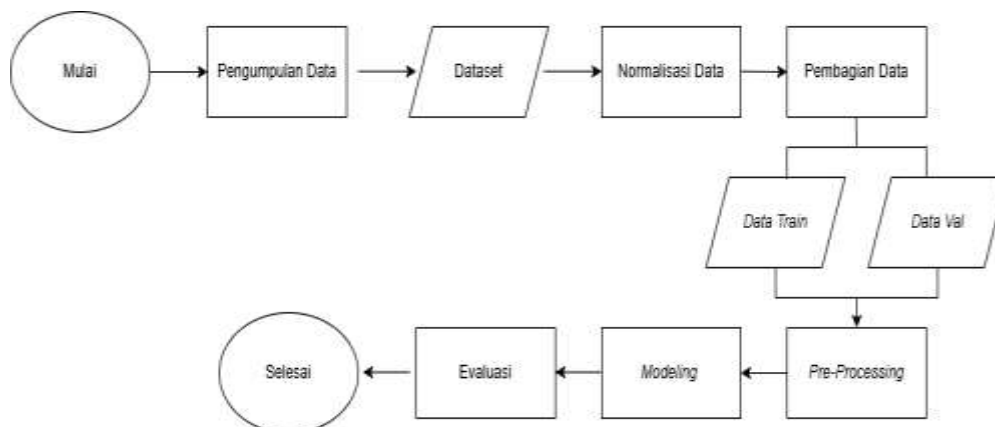 Mulai
Pengumpulan Data
Dataset
Normalisasi Data
Pembagian Data
Data Train
Data Val
Selesai
Evaluasi
Modeling
Pre-Processing